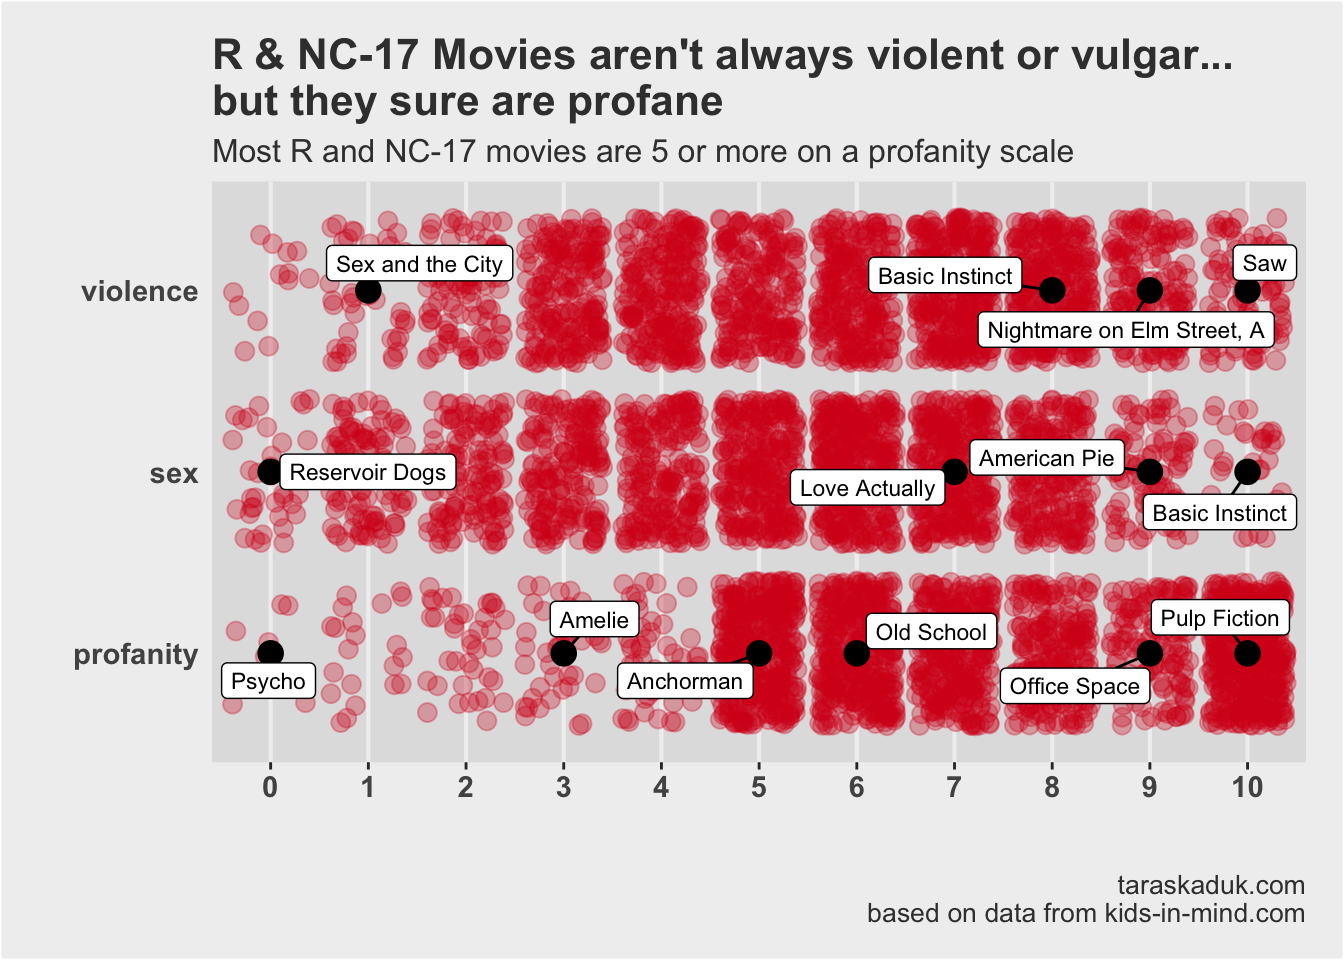 R & NC-17 Movies aren't always violent or vulgar...
but they sure are profane
Most R and NC-17 movies are 5 or more on a profanity scale
violence
Sex and the City
Basic Instinct
Saw
Nightmare on Elm Street, A
sex
Reservoir Dogs
American Pie
Love Actually
Basic Instinct
profanity
Amelie
Old School
Pulp Fiction
Psycho
Anchorman
Office Space
0 1 2 3 4 5 6 7 8 9 10
taraskaduk.com
based on data from kids-in-mind.com